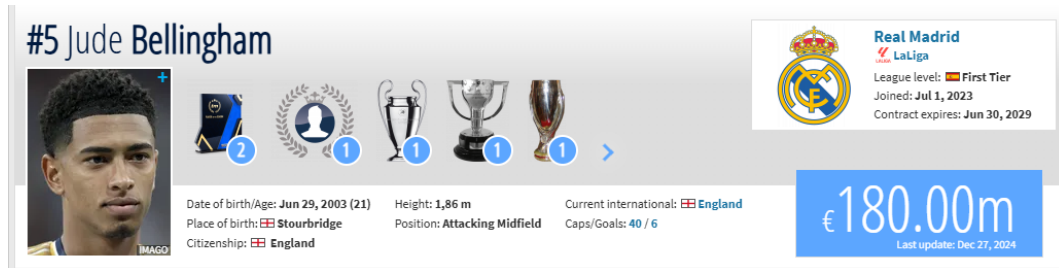 #5 Jude Bellingham
Real Madrid
LALIGA LaLiga
League level: First Tier
Joined: Jul 1, 2023
Contract expires: Jun 30, 2029
+
2
1
1
1
1
Date of birth/Age: Jun 29, 2003 (21)
Place of birth: Stourbridge
Citizenship: England
Height: 1,86 m
Position: Attacking Midfield
Current international: England
Caps/Goals: 40 / 6
€180.00m
Last update: Dec 27, 2024
IMAGO